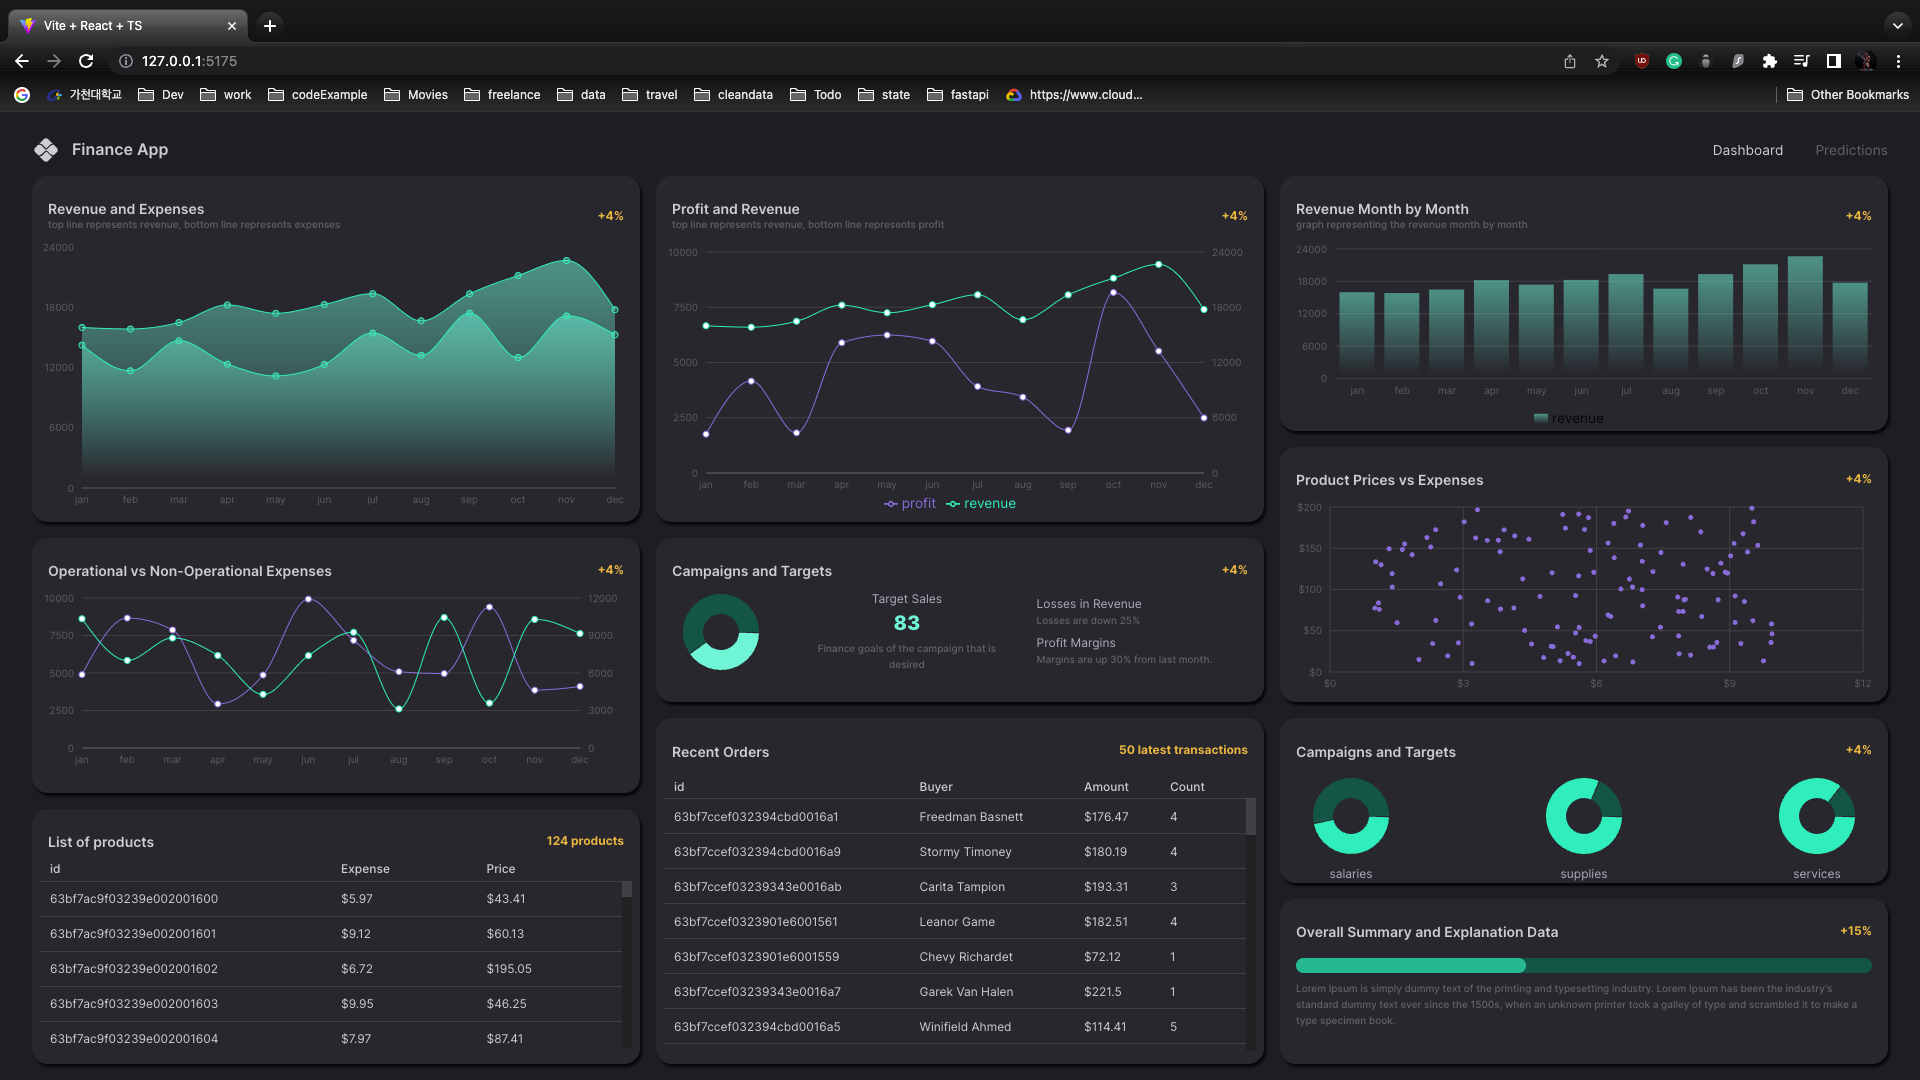 Vite + React + TS
127.0.0.1:5175
가천대학교 Dev work codeExample Movies freelance data travel cleandata Todo state fastapi https://www.cloud... Other Bookmarks
Finance App
Dashboard Predictions
Revenue and Expenses
top line represents revenue, bottom line represents expenses
+4%
24000
18000
12000
6000
0
jan feb mar apr may jun jul aug sep oct nov dec
Profit and Revenue
top line represents revenue, bottom line represents profit
+4%
10000 24000
7500 18000
5000 12000
2500 6000
0 0
jan feb mar apr may jun jul aug sep oct nov dec
profit revenue
Revenue Month by Month
graph representing the revenue month by month
+4%
24000
18000
12000
6000
0
jan feb mar apr may jun jul aug sep oct nov dec
revenue
Operational vs Non-Operational Expenses
+4%
10000 12000
7500 9000
5000 6000
2500 3000
0 0
jan feb mar apr may jun jul aug sep oct nov dec
Campaigns and Targets
+4%
Target Sales
83
Finance goals of the campaign that is
desired
Losses in Revenue
Losses are down 25%
Profit Margins
Margins are up 30% from last month.
Product Prices vs Expenses
+4%
$200
$150
$100
$50
$0
$0 $3 $6 $9 $12
List of products
124 products
id Expense Price
63bf7ac9f03239e002001600 $5.97 $43.41
63bf7ac9f03239e002001601 $9.12 $60.13
63bf7ac9f03239e002001602 $6.72 $195.05
63bf7ac9f03239e002001603 $9.95 $46.25
63bf7ac9f03239e002001604 $7.97 $87.41
Recent Orders
50 latest transactions
id Buyer Amount Count
63bf7ccef032394cbd0016a1 Freedman Basnett $176.47 4
63bf7ccef032394cbd0016a9 Stormy Timoney $180.19 4
63bf7ccef03239343e0016ab Carita Tampion $193.31 3
63bf7ccef0323901e6001561 Leanor Game $182.51 4
63bf7ccef0323901e6001559 Chevy Richardet $72.12 1
63bf7ccef03239343e0016a7 Garek Van Halen $221.5 1
63bf7ccef032394cbd0016a5 Winifield Ahmed $114.41 5
Campaigns and Targets
+4%
salaries supplies services
Overall Summary and Explanation Data
+15%
Lorem Ipsum is simply dummy text of the printing and typesetting industry. Lorem Ipsum has been the industry's
standard dummy text ever since the 1500s, when an unknown printer took a galley of type and scrambled it to make a
type specimen book.